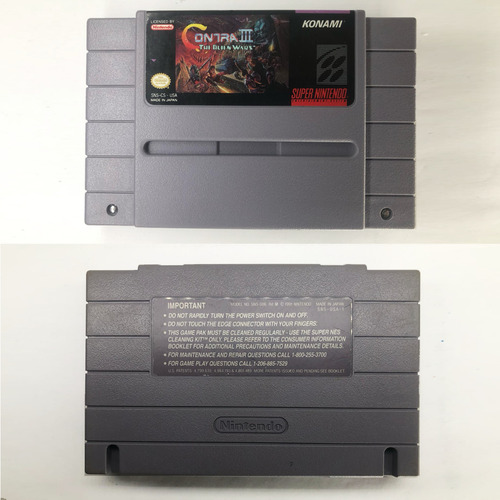 LICENSED BY
Nintendo
CONTRA III
THE ALIEN WARS
KONAMI
SNS-CS-USA
MADE IN JAPAN
SUPER NINTENDO
IMPORTANT
MADE IN JAPAN
• DO NOT RAPIDLY TURN THE POWER SWITCH ON AND OFF.
• DO NOT TOUCH THE EDGE CONNECTOR WITH YOUR FINGERS.
• THIS GAME PAK MUST BE CLEANED REGULARLY - USE THE SUPER NES
CLEANING KIT ONLY. PLEASE REFER TO THE CONSUMER INFORMATION
BOOKLET FOR ADDITIONAL PRECAUTIONS AND MAINTENANCE DETAILS.
• FOR MAINTENANCE AND REPAIR QUESTIONS CALL 1-800-255-3700
• FOR GAME PLAY QUESTIONS CALL 1-206-885-7529
Nintendo